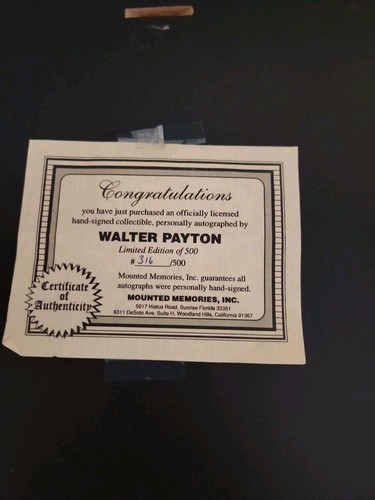 Congratulations
you have just purchased an officially licensed
hand-signed collectible, personally autographed by
WALTER PAYTON
Limited Edition of 500
# 316 /500
Mounted Memories, Inc. guarantees all
autographs were personally hand-signed.
MOUNTED MEMORIES, INC.
5017 Hiatus Road, Sunrise Florida 33351
6311 DeSoto Ave. Suite H, Woodland Hills, California 91367
Certificate
of
Authenticity